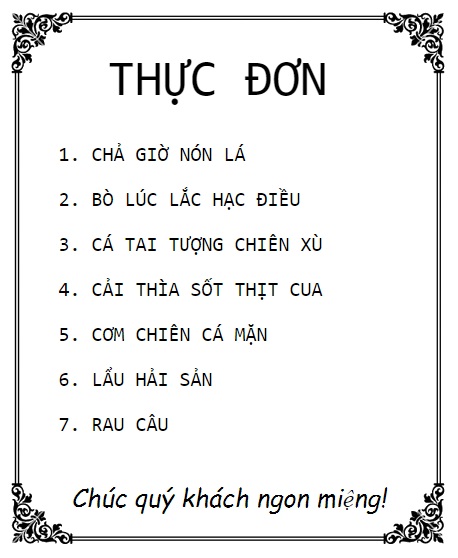 THỰC ĐƠN
1. CHẢ GIỜ NÓN LÁ
2. BÒ LÚC LẮC HẠC ĐIỀU
3. CÁ TAI TƯỢNG CHIÊN XÙ
4. CẢI THÌA SỐT THỊT CUA
5. CƠM CHIÊN CÁ MẶN
6. LẨU HẢI SẢN
7. RAU CÂU
Chúc quý khách ngon miệng!